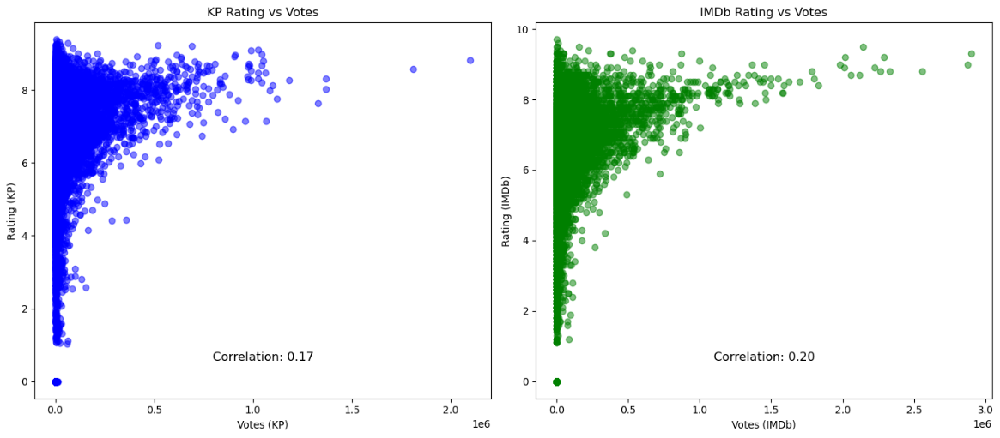 KP Rating vs Votes
Rating (KP)
8
6
4
2
0
Correlation: 0.17
0.0 0.5 1.0 1.5 2.0
1e6
Votes (KP)
IMDb Rating vs Votes
Rating (IMDb)
10
8
6
4
2
0
Correlation: 0.20
0.0 0.5 1.0 1.5 2.0 2.5 3.0
1e6
Votes (IMDb)